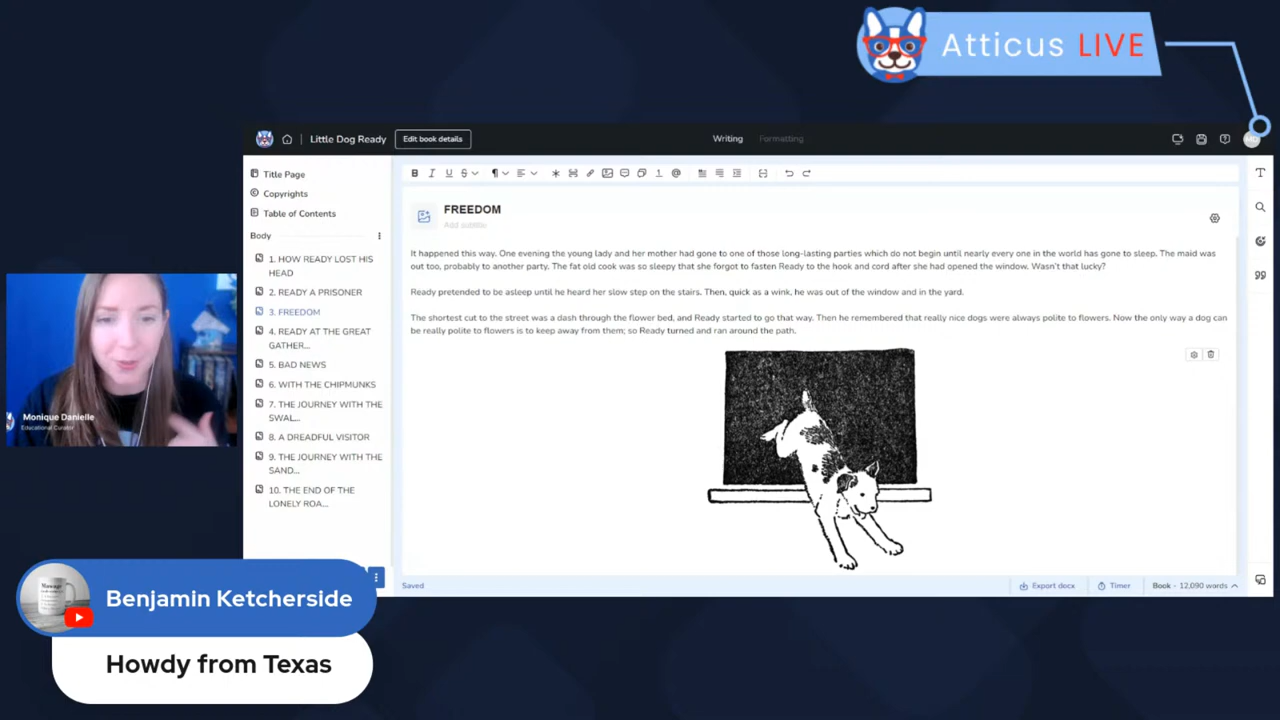 Atticus LIVE
Little Dog Ready
Edit book details
Writing
Formatting
Title Page
Copyrights
Table of Contents
Body
1. HOW READY LOST HIS
HEAD
2. READY A PRISONER
3. FREEDOM
4. READY AT THE GREAT
GATHER...
5. BAD NEWS
6. WITH THE CHIPMUNKS
7. THE JOURNEY WITH THE
SWAL...
8. A DREADFUL VISITOR
9. THE JOURNEY WITH THE
SAND...
10. THE END OF THE
LONELY ROA...
FREEDOM
Add subtitle
It happened this way. One evening the young lady and her mother had gone to one of those long-lasting parties which do not begin until nearly every one in the world has gone to sleep. The maid was
out too, probably to another party. The fat old cook was so sleepy that she forgot to fasten Ready to the hook and cord after she had opened the window. Wasn't that lucky?
Ready pretended to be asleep until he heard her slow step on the stairs. Then, quick as a wink, he was out of the window and in the yard.
The shortest cut to the street was a dash through the flower bed, and Ready started to go that way. Then he remembered that really nice dogs were always polite to flowers. Now the only way a dog can
be really polite to flowers is to keep away from them; so Ready turned and ran around the path.
Saved
Export docx
Timer
Book - 12,090 words
Monique Danielle
Educational Curator
Benjamin Ketcherside
Howdy from Texas